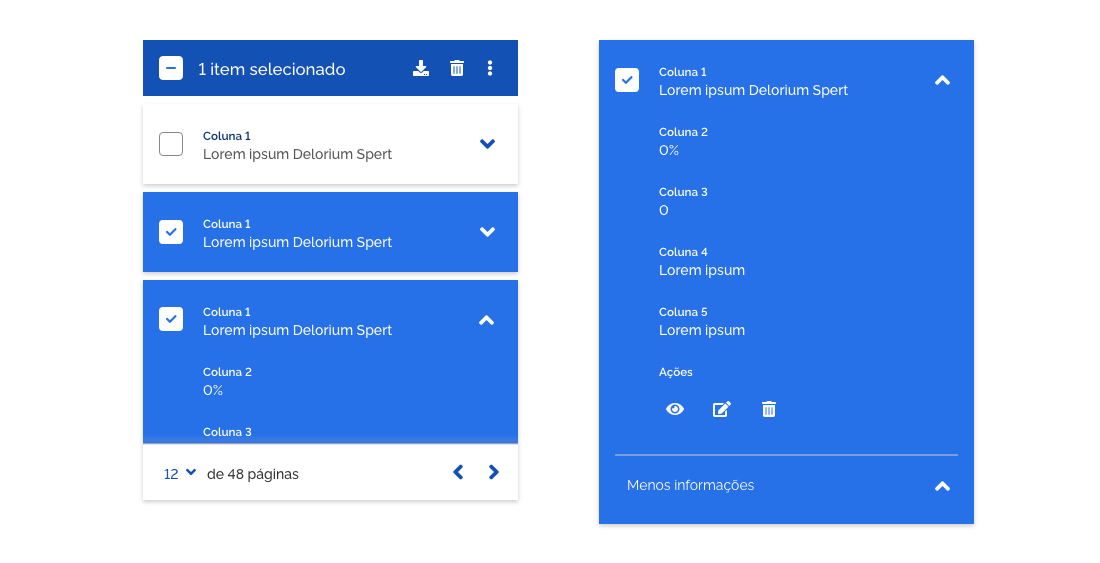 1 item selecionado
Coluna 1
Lorem ipsum Delorium Spert
Coluna 1
Lorem ipsum Delorium Spert
Coluna 1
Lorem ipsum Delorium Spert
Coluna 2
0%
Coluna 3
12 de 48 páginas
Coluna 1
Lorem ipsum Delorium Spert
Coluna 2
0%
Coluna 3
0
Coluna 4
Lorem ipsum
Coluna 5
Lorem ipsum
Ações
Menos informações